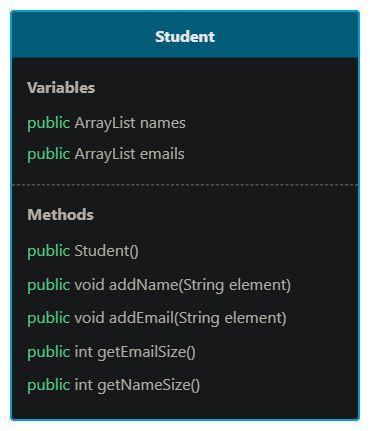 Student
Variables
public ArrayList names
public ArrayList emails
Methods
public Student()
public void addName(String element)
public void addEmail(String element)
public int getEmailSize()
public int getNameSize()